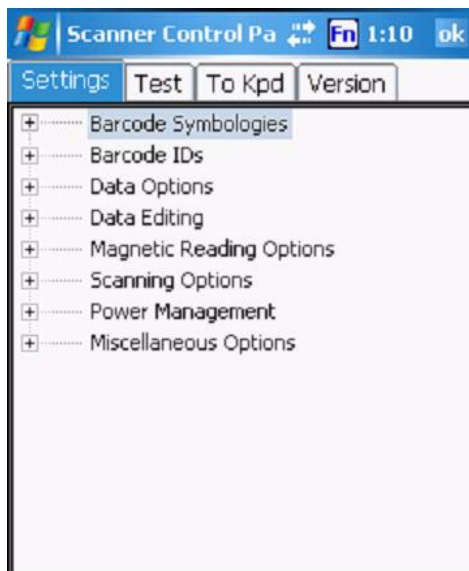 Scanner Control Pa Fn 1:10 ok
Settings Test To Kpd Version
Barcode Symbologies
Barcode IDs
Data Options
Data Editing
Magnetic Reading Options
Scanning Options
Power Management
Miscellaneous Options